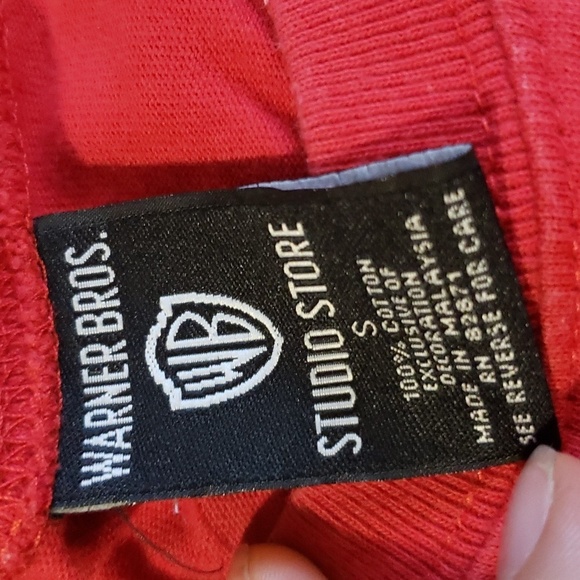 WARNER BROS.
WB
STUDIO STORE
S
100% COTTON
EXCLUSIVE OF
DECORATION
MADE IN MALAYSIA
RN 82871
SEE REVERSE FOR CARE